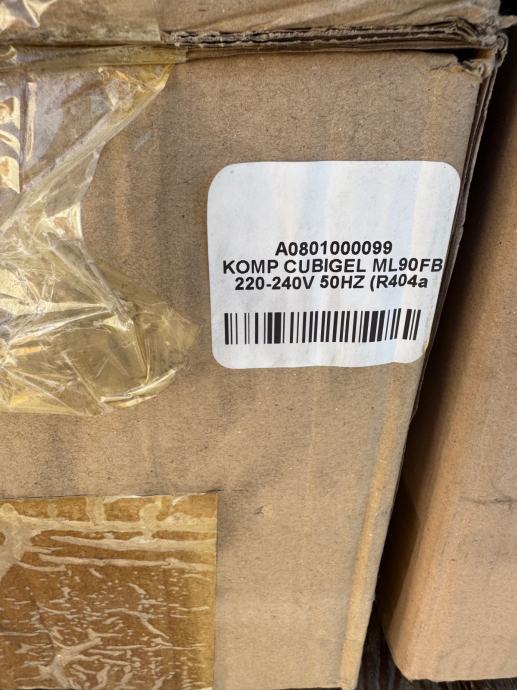 A0801000099
KOMP CUBIGEL ML90FB
220-240V 50HZ (R404a